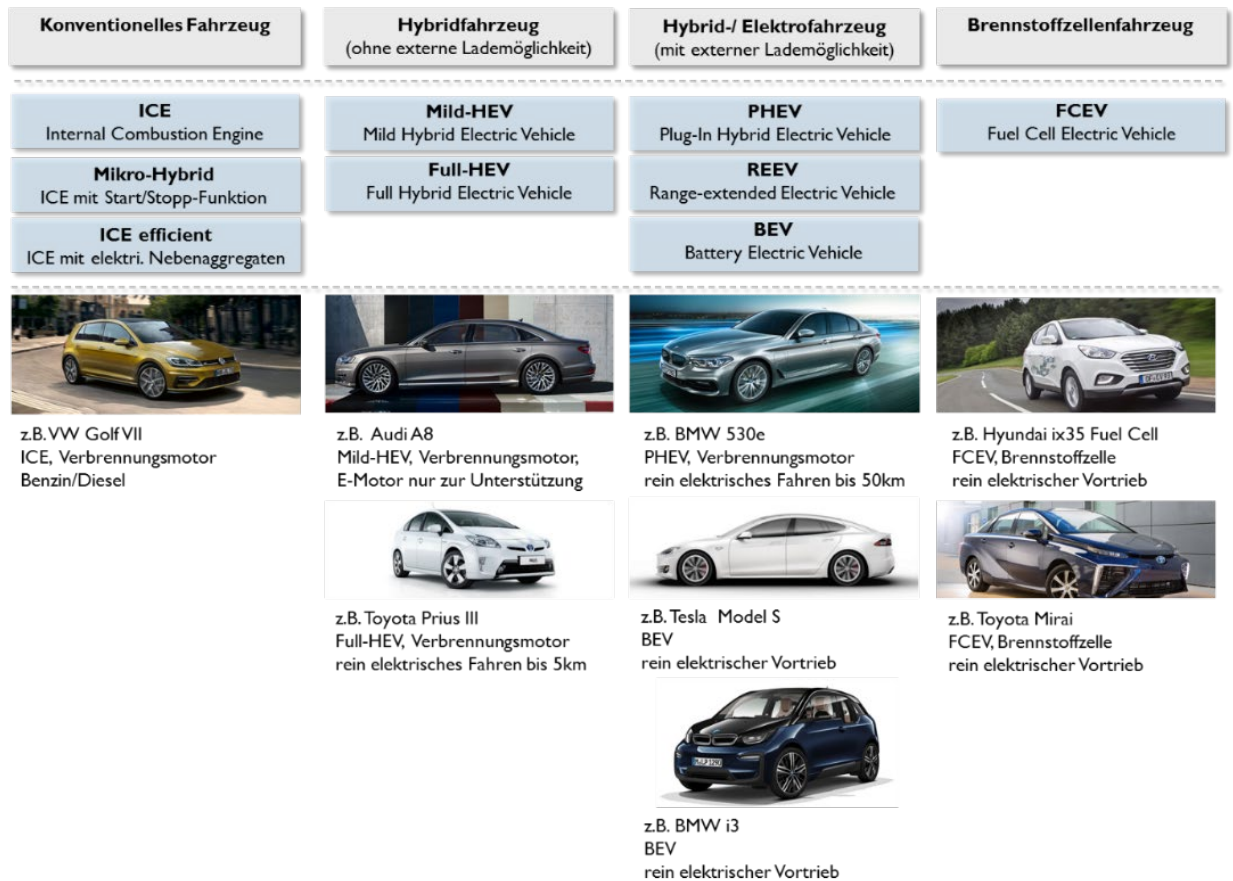 Konventionelles Fahrzeug
Hybridfahrzeug
(ohne externe Lademöglichkeit)
Hybrid-/ Elektrofahrzeug
(mit externer Lademöglichkeit)
Brennstoffzellenfahrzeug
ICE
Internal Combustion Engine
Mikro-Hybrid
ICE mit Start/Stopp-Funktion
ICE efficient
ICE mit elektri. Nebenaggregaten
Mild-HEV
Mild Hybrid Electric Vehicle
Full-HEV
Full Hybrid Electric Vehicle
PHEV
Plug-In Hybrid Electric Vehicle
REEV
Range-extended Electric Vehicle
BEV
Battery Electric Vehicle
FCEV
Fuel Cell Electric Vehicle
z.B. VW Golf VII
ICE, Verbrennungsmotor
Benzin/Diesel
z.B. Audi A8
Mild-HEV, Verbrennungsmotor,
E-Motor nur zur Unterstützung
z.B. Toyota Prius III
Full-HEV, Verbrennungsmotor
rein elektrisches Fahren bis 5km
z.B. BMW 530e
PHEV, Verbrennungsmotor
rein elektrisches Fahren bis 50km
z.B. Tesla Model S
BEV
rein elektrischer Vortrieb
z.B. BMW i3
BEV
rein elektrischer Vortrieb
z.B. Hyundai ix35 Fuel Cell
FCEV, Brennstoffzelle
rein elektrischer Vortrieb
z.B. Toyota Mirai
FCEV, Brennstoffzelle
rein elektrischer Vortrieb